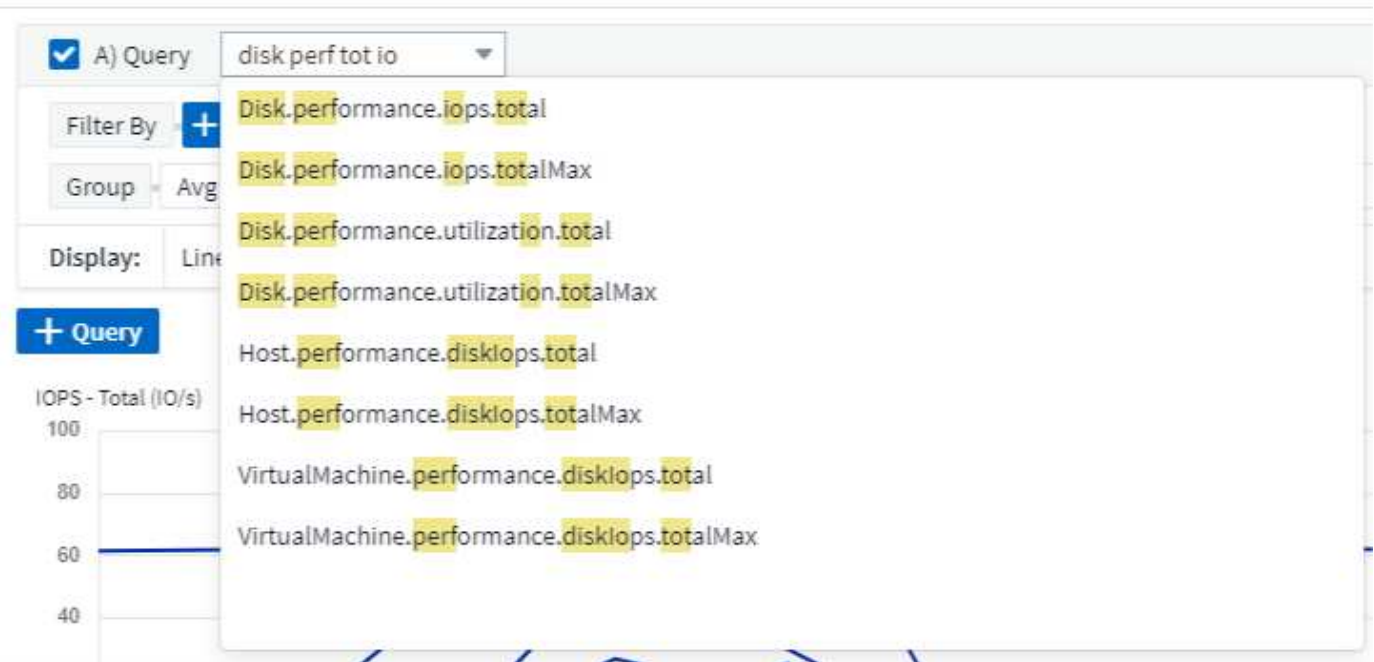 A) Query disk perf tot io
Disk.performance.iops.total
Filter By +
Disk.performance.iops.totalMax
Group Avg
Disk.performance.utilization.total
Display: Line
Disk.performance.utilization.totalMax
+ Query
Host.performance.diskIops.total
IOPS - Total (IO/s)
Host.performance.diskIops.totalMax
100
VirtualMachine.performance.diskIops.total
80
VirtualMachine.performance.diskIops.totalMax
60
40